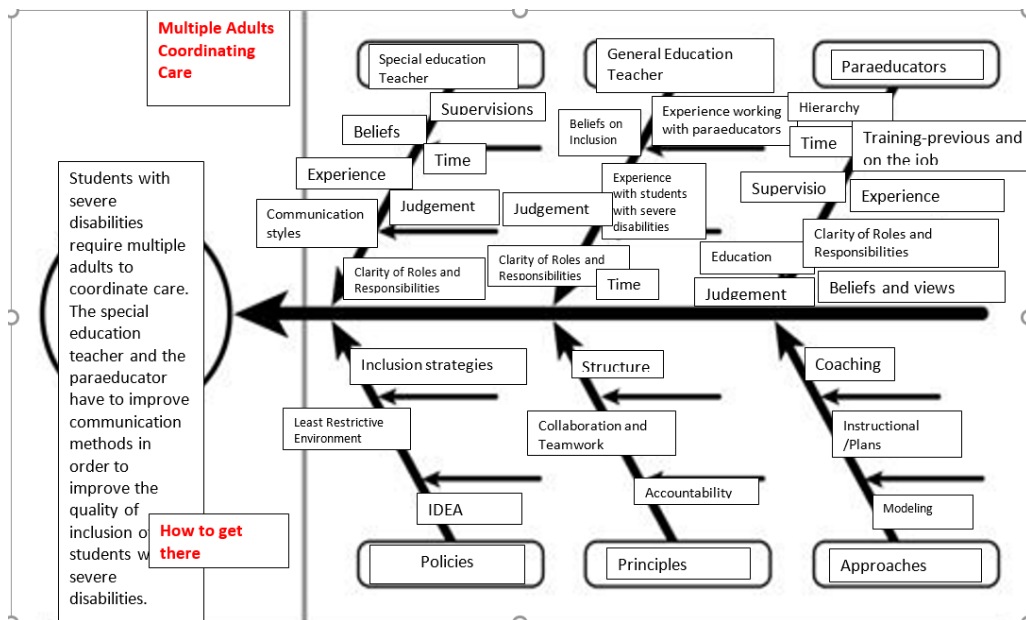 Multiple Adults
Coordinating
Care
Students with
severe
disabilities
require multiple
adults to
coordinate care.
The special
education
teacher and the
paraeducator
have to improve
communication
methods in
order to
improve the
quality of
inclusion o
students w
severe
disabilities.
How to get
there
Special education
Teacher
Supervisions
Beliefs
Time
Experience
Judgement
Communication
styles
Clarity of Roles and
Responsibilities
General Education
Teacher
Experience working
with paraeducators
Beliefs on
Inclusion
Experience
with students
with severe
disabilities
Judgement
Clarity of Roles and
Responsibilities
Time
Paraeducators
Hierarchy
Time
Training-previous and
on the job
Supervisio
Experience
Clarity of Roles and
Responsibilities
Education
Judgement
Beliefs and views
Inclusion strategies
Least Restrictive
Environment
IDEA
Policies
Structure
Collaboration and
Teamwork
Accountability
Principles
Coaching
Instructional
/Plans
Modeling
Approaches